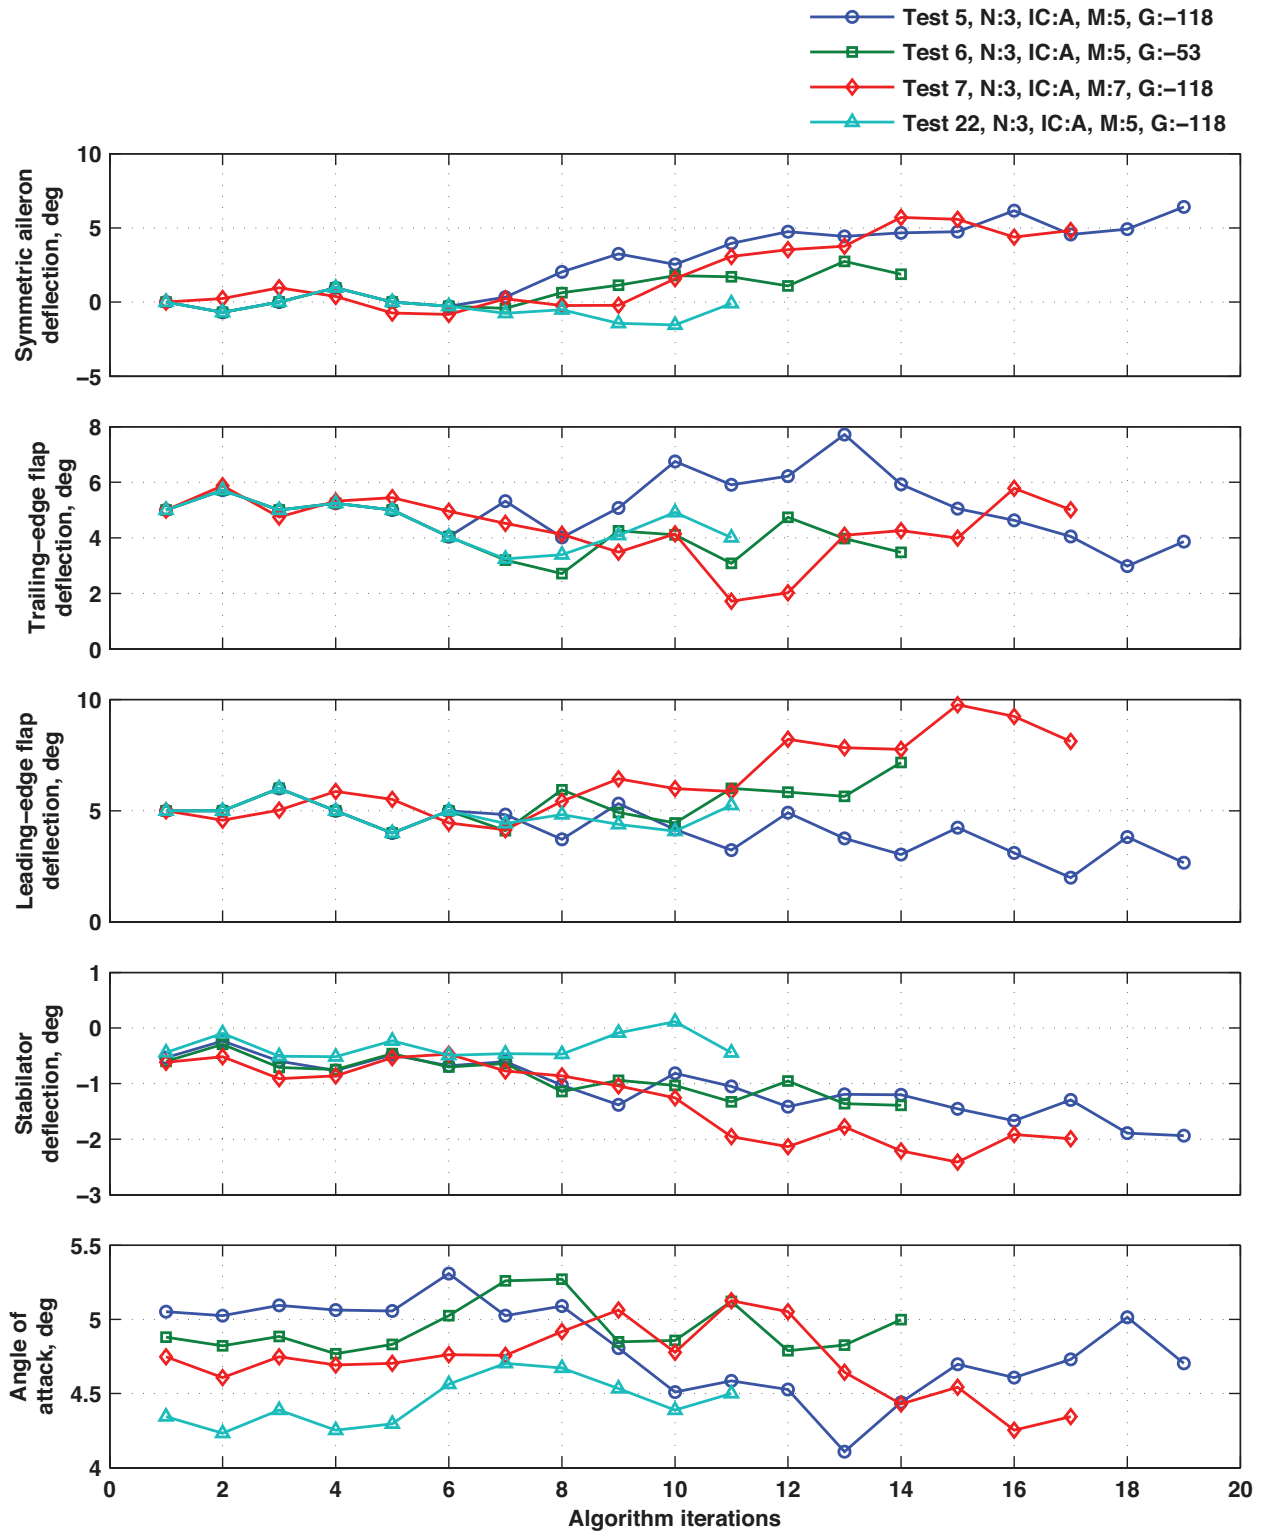 Test 5, N:3, IC:A, M:5, G:−118
Test 6, N:3, IC:A, M:5, G:−53
Test 7, N:3, IC:A, M:7, G:−118
Test 22, N:3, IC:A, M:5, G:−118
Symmetric aileron
deflection, deg
10
5
0
−5
Trailing−edge flap
deflection, deg
8
6
4
2
0
Leading−edge flap
deflection, deg
10
5
0
Stabilator
deflection, deg
1
0
−1
−2
−3
Angle of
attack, deg
5.5
5
4.5
4
0 2 4 6 8 10 12 14 16 18 20
Algorithm iterations